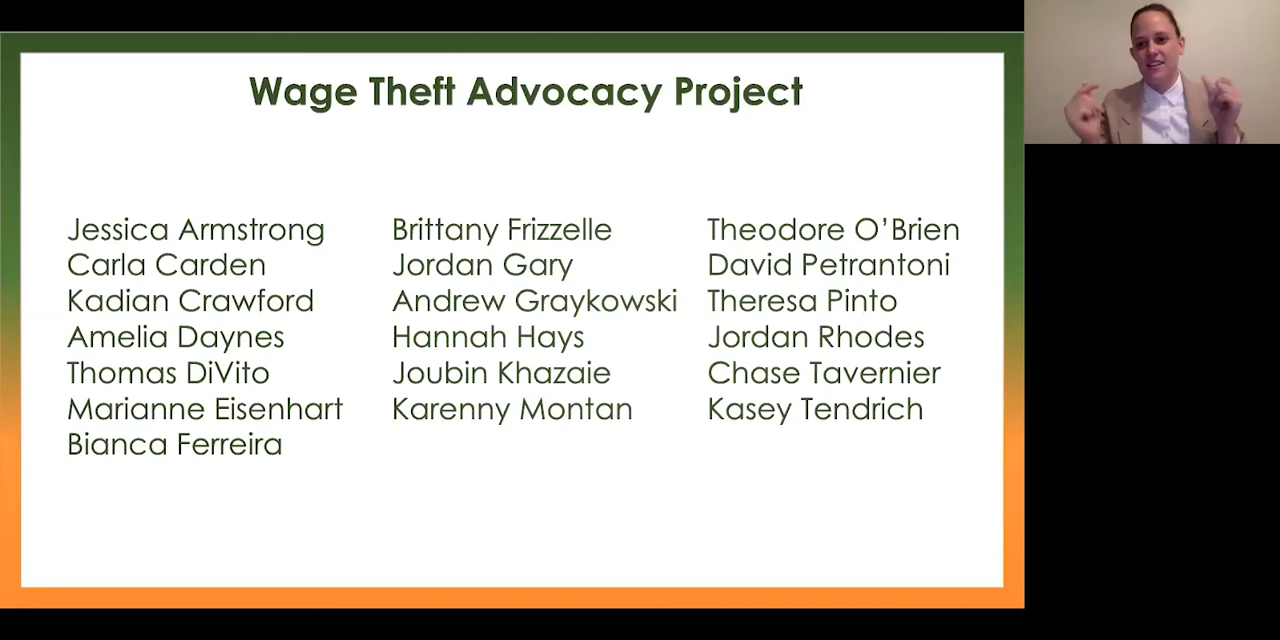 Wage Theft Advocacy Project
Jessica Armstrong
Carla Carden
Kadian Crawford
Amelia Daynes
Thomas DiVito
Marianne Eisenhart
Bianca Ferreira
Brittany Frizzelle
Jordan Gary
Andrew Graykowski
Hannah Hays
Joubin Khazaie
Karenny Montan
Theodore O’Brien
David Petrantoni
Theresa Pinto
Jordan Rhodes
Chase Tavernier
Kasey Tendrich